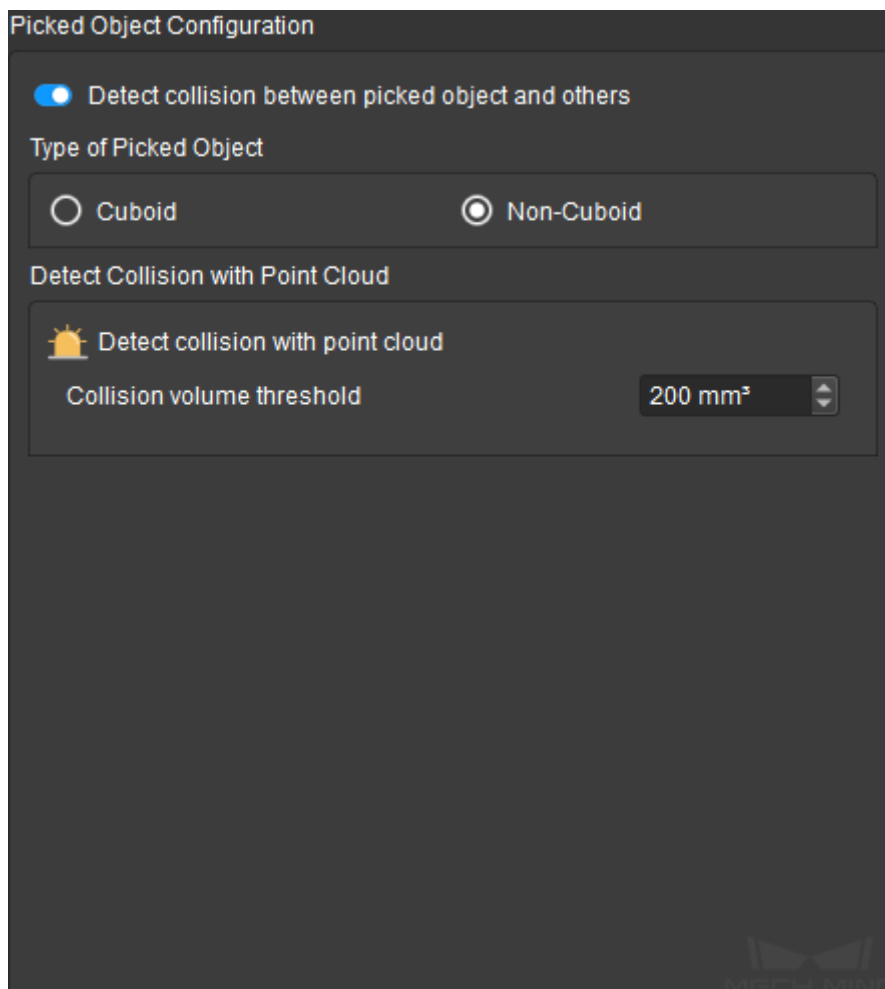 Picked Object Configuration
Detect collision between picked object and others
Type of Picked Object
Cuboid Non-Cuboid
Detect Collision with Point Cloud
Detect collision with point cloud
Collision volume threshold 200 mm³